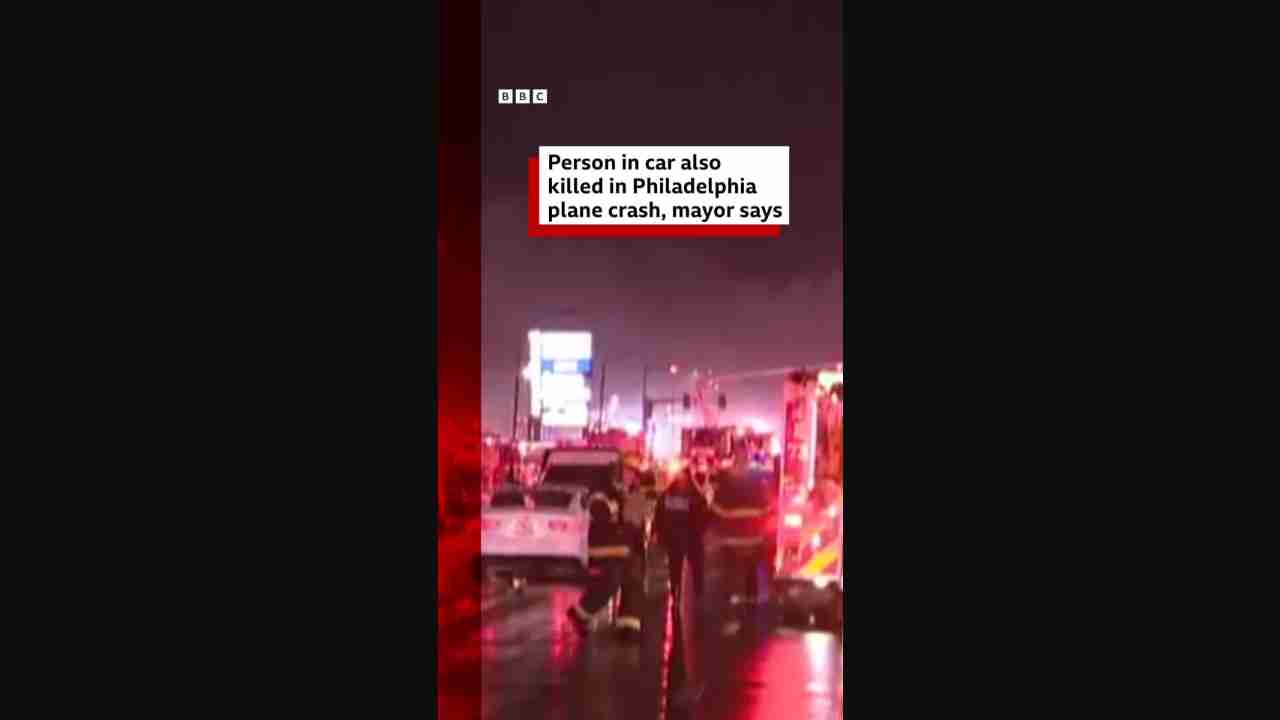 BBC
Person in car also
killed in Philadelphia
plane crash, mayor says